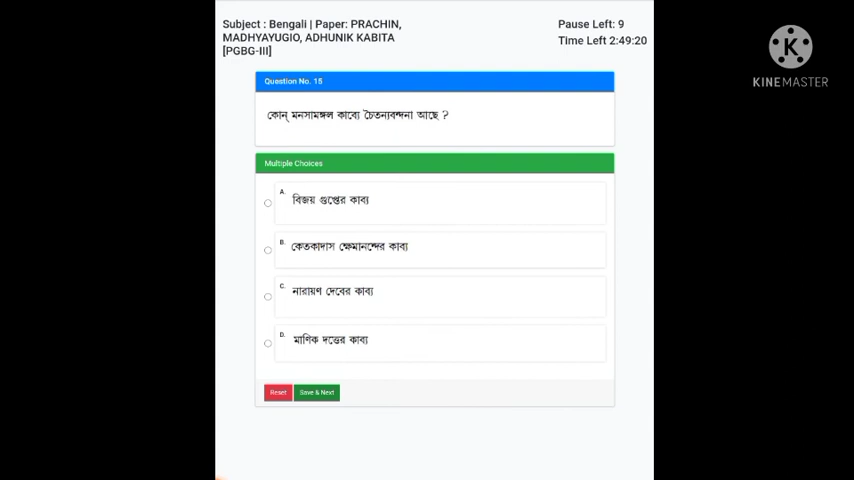 Subject : Bengali | Paper: PRACHIN,
MADHYAYUGIO, ADHUNIK KABITA
[PGBG-III]
Pause Left: 9
Time Left 2:49:20
KINEMASTER
Question No. 15
কোন্ মনসামঙ্গল কাব্যে চৈতন্যবন্দনা আছে ?
Multiple Choices
A. বিজয় গুপ্তের কাব্য
B. কেতকাদাস ক্ষেমানন্দের কাব্য
C. নারায়ণ দেবের কাব্য
D. মাণিক দত্তের কাব্য
Reset Save & Next